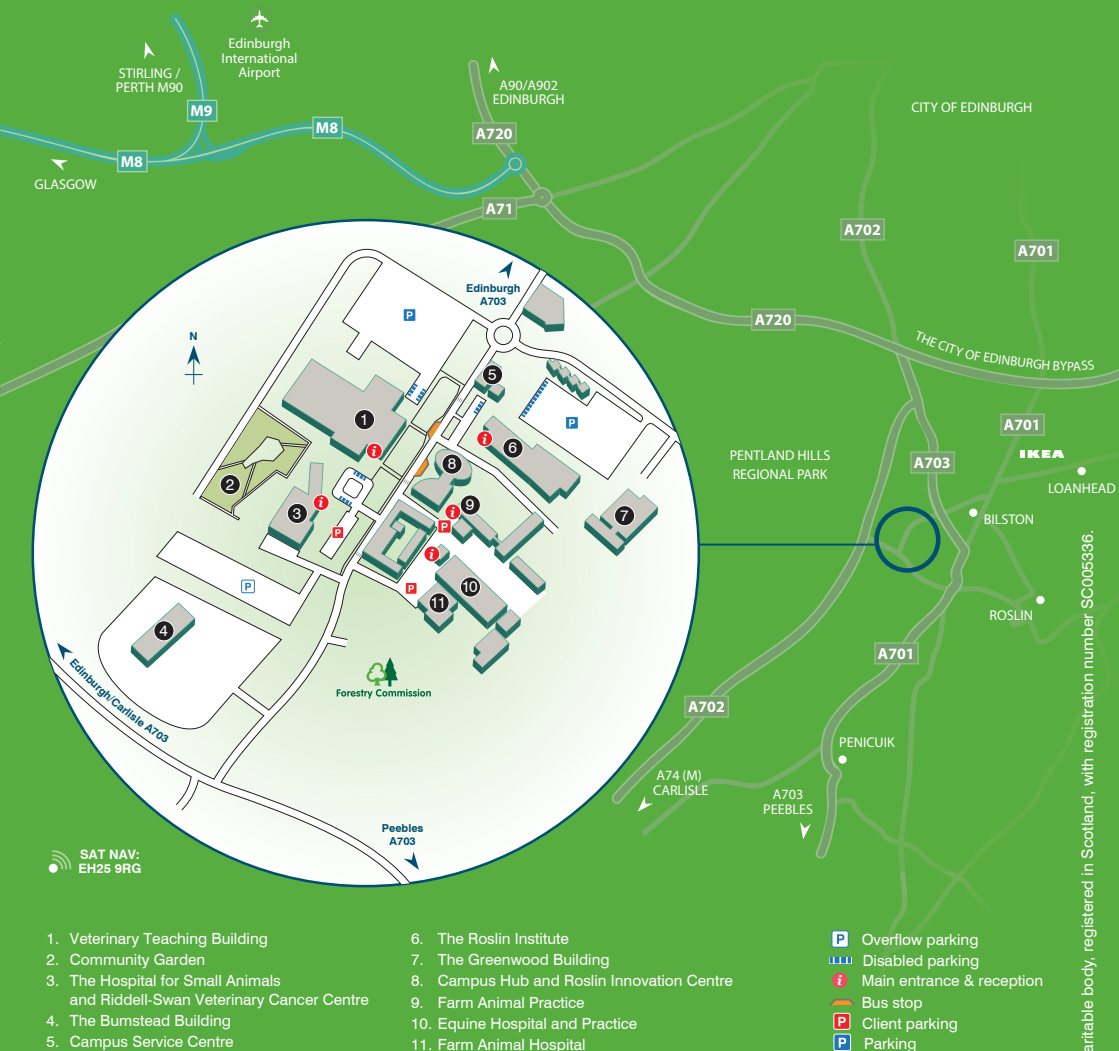 Edinburgh
International
Airport
STIRLING /
PERTH M90
A90/A902
EDINBURGH
CITY OF EDINBURGH
M9
M8
A720
M8
GLASGOW
A71
A702
A701
Edinburgh
A703
P
N
A720
THE CITY OF EDINBURGH BYPASS
5
P
1
i
i
6
A701
PENTLAND HILLS
REGIONAL PARK
IKEA
A703
LOANHEAD
8
2
3
i
i
9
P
P
7
BILSTON
i
P
10
11
P
4
ROSLIN
A701
Forestry Commission
Edinburgh/Carlisle A703
A702
PENICUIK
A74 (M)
CARLISLE
A703
PEEBLES
Peebles
A703
SAT NAV:
EH25 9RG
aritable body, registered in Scotland, with registration number SC005336.
1. Veterinary Teaching Building
2. Community Garden
3. The Hospital for Small Animals
and Riddell-Swan Veterinary Cancer Centre
4. The Bumstead Building
5. Campus Service Centre
6. The Roslin Institute
7. The Greenwood Building
8. Campus Hub and Roslin Innovation Centre
9. Farm Animal Practice
10. Equine Hospital and Practice
11. Farm Animal Hospital
P Overflow parking
Disabled parking
i Main entrance & reception
Bus stop
P Client parking
P Parking